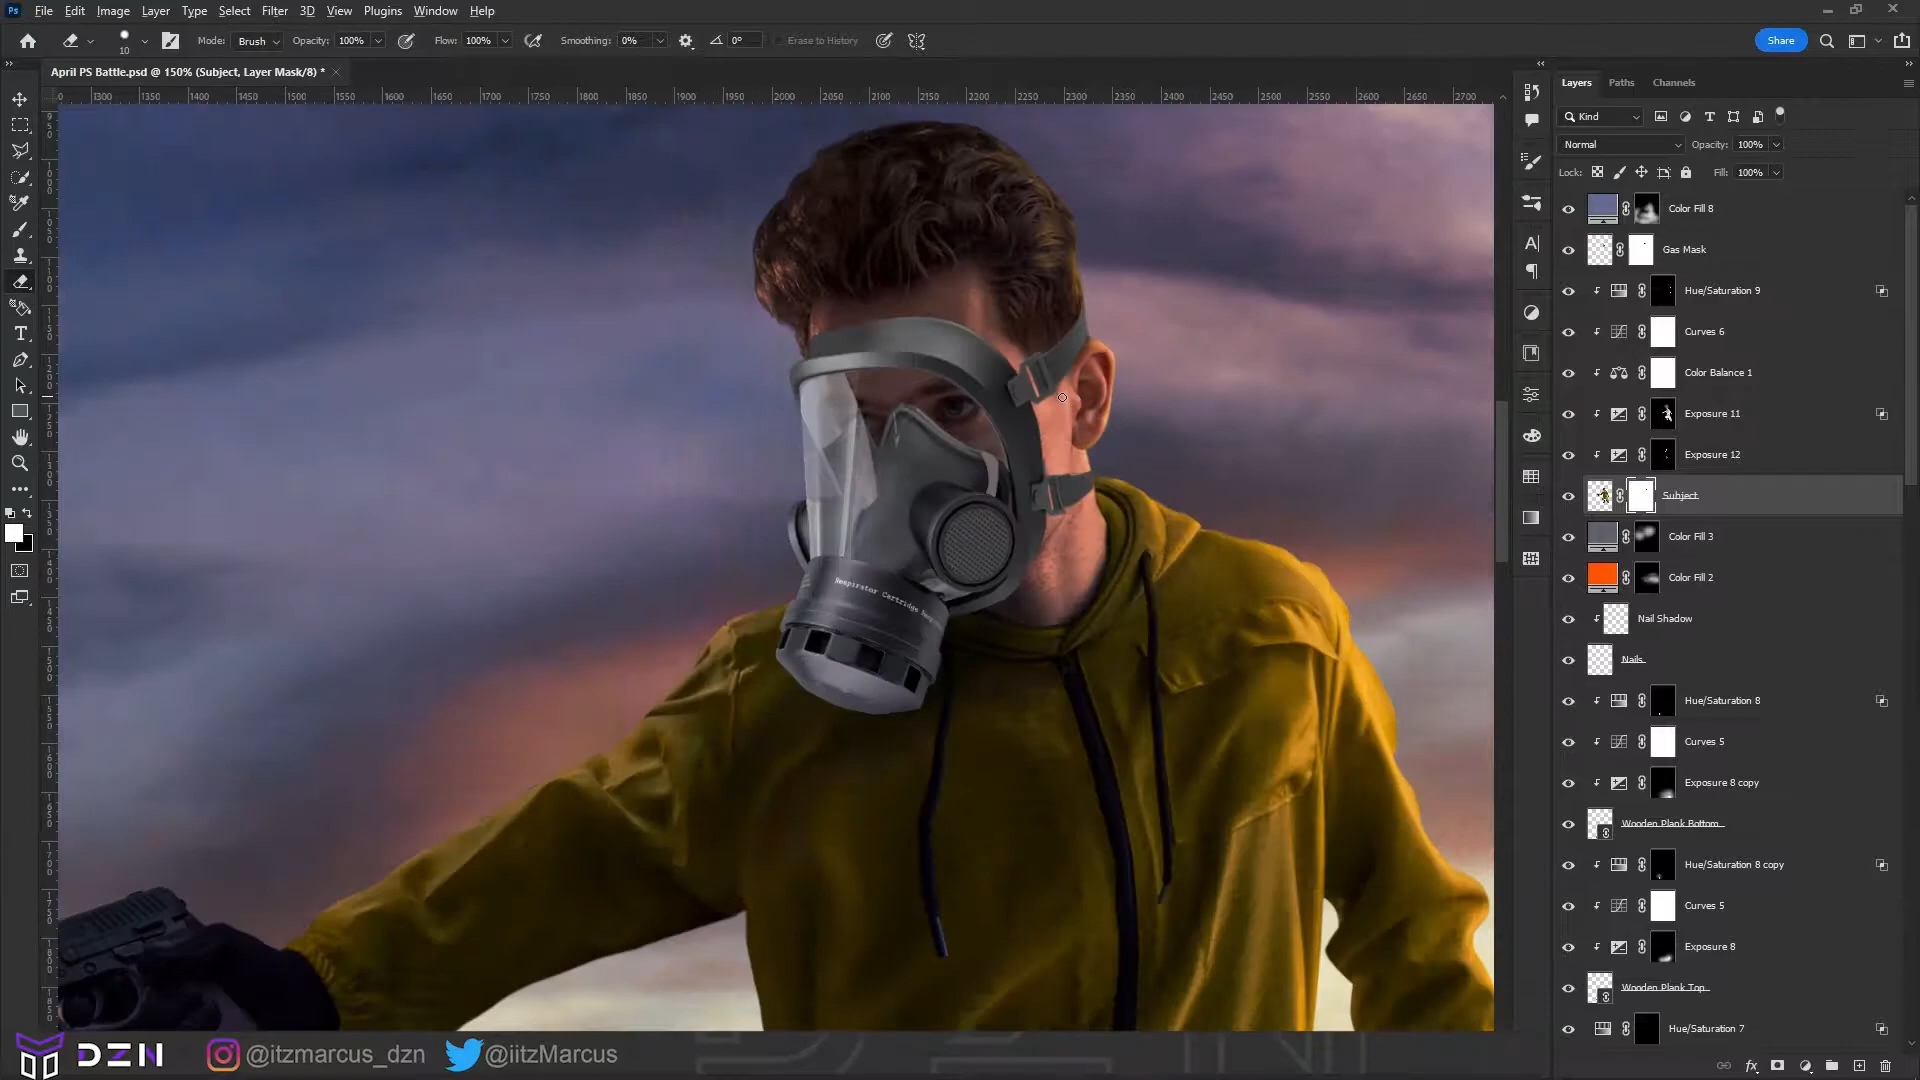 Ps File Edit Image Layer Type Select Filter 3D View Plugins Window Help
10 Mode: Brush Opacity: 100% Flow: 100% Smoothing: 0% 0° Erase to History Share
April PS Battle.psd @ 150% (Subject, Layer Mask/8) *
1300 1350 1400 1450 1500 1550 1600 1650 1700 1750 1800 1850 1900 1950 2000 2050 2100 2150 2200 2250 2300 2350 2400 2450 2500 2550 2600 2650 2700
Layers Paths Channels
Kind
Normal Opacity: 100%
Lock: Fill: 100%
Color Fill 8
Gas Mask
Hue/Saturation 9
Curves 6
Color Balance 1
Exposure 11
Exposure 12
Subject
Color Fill 3
Color Fill 2
Nail Shadow
Nails
Hue/Saturation 8
Curves 5
Exposure 8 copy
Wooden Plank Bottom
Hue/Saturation 8 copy
Curves 5
Exposure 8
Wooden Plank Top
Hue/Saturation 7
Respirator Cartridge
DZN @itzmarcus_dzn @iitzMarcus